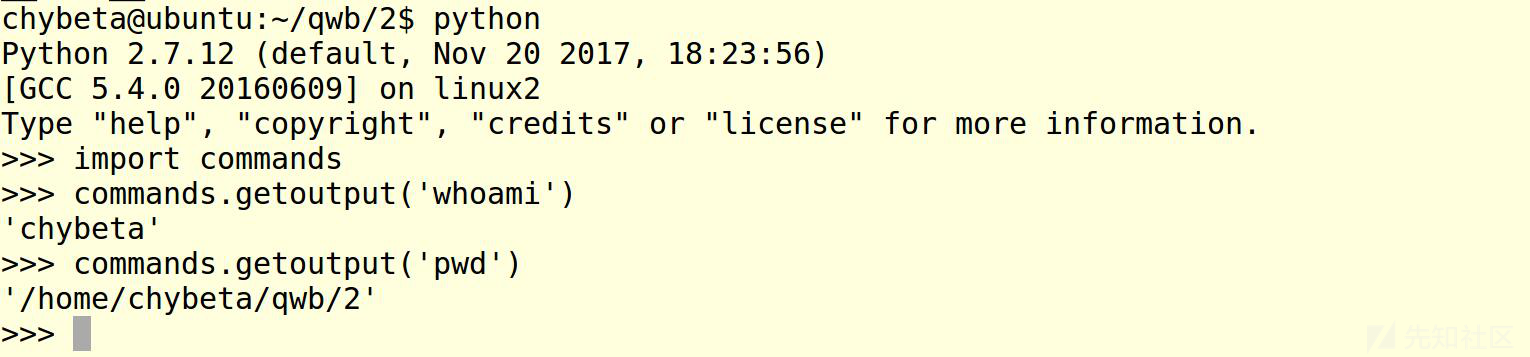 chybeta@ubuntu:~/qwb/2$ python
Python 2.7.12 (default, Nov 20 2017, 18:23:56)
[GCC 5.4.0 20160609] on linux2
Type "help", "copyright", "credits" or "license" for more information.
>>> import commands
>>> commands.getoutput('whoami')
'chybeta'
>>> commands.getoutput('pwd')
'/home/chybeta/qwb/2'
>>>
先知社区